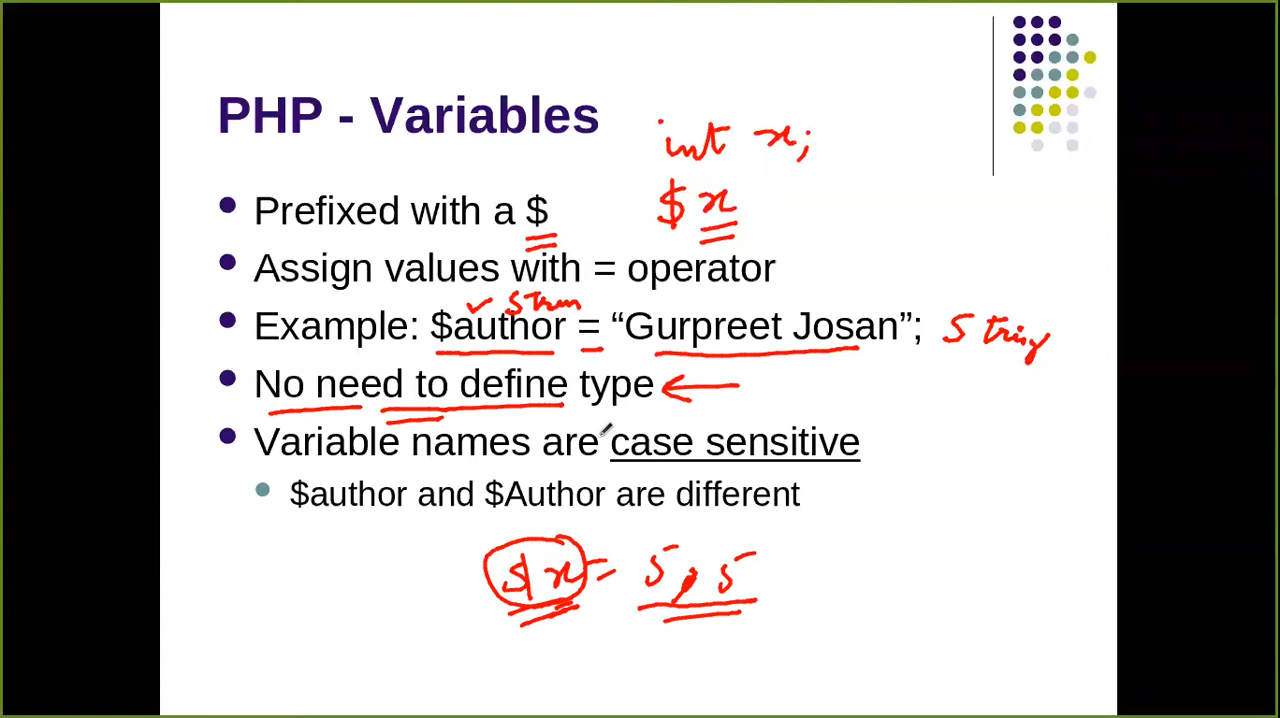 PHP - Variables
int x;
• Prefixed with a $
$x
• Assign values with = operator
✓ Strin
• Example: $author = “Gurpreet Josan”; String
• No need to define type ←
• Variable names are case sensitive
• $author and $Author are different
$x = 5.5